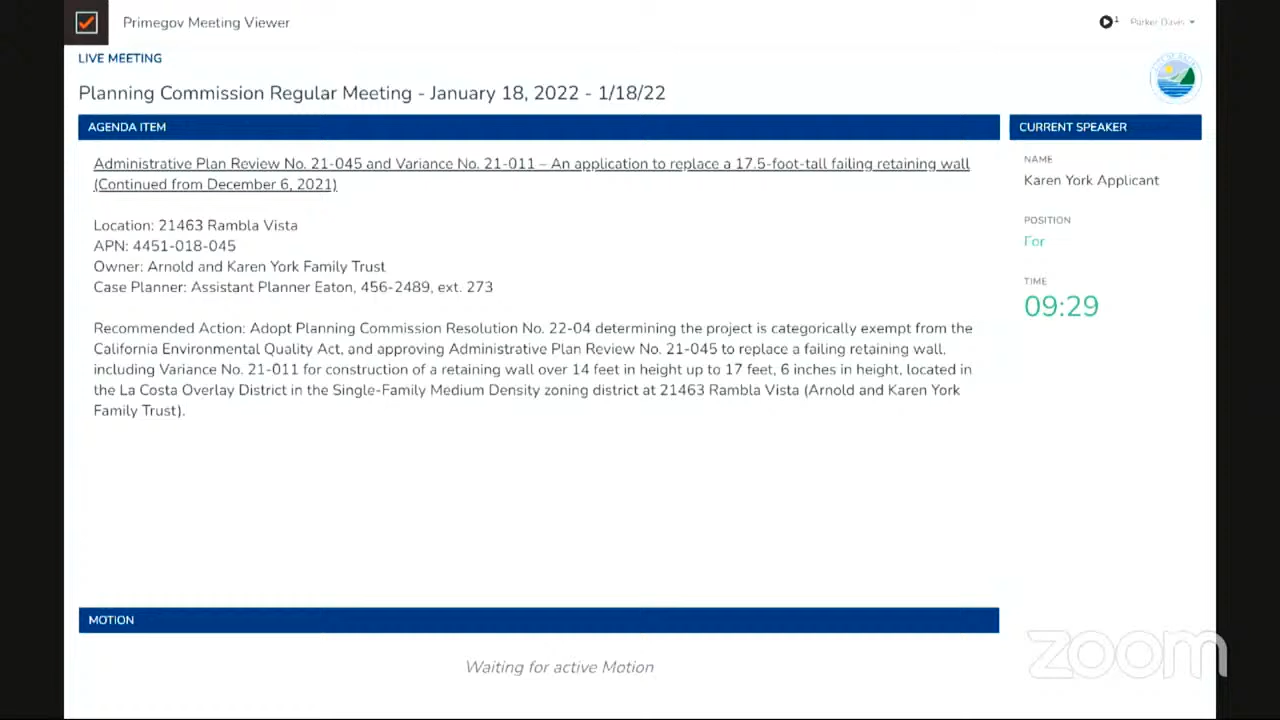 Primegov Meeting Viewer
1
Parker Davis
LIVE MEETING
Planning Commission Regular Meeting - January 18, 2022 - 1/18/22
AGENDA ITEM
CURRENT SPEAKER
Administrative Plan Review No. 21-045 and Variance No. 21-011 – An application to replace a 17.5-foot-tall failing retaining wall
(Continued from December 6, 2021)
Location: 21463 Rambla Vista
APN: 4451-018-045
Owner: Arnold and Karen York Family Trust
Case Planner: Assistant Planner Eaton, 456-2489, ext. 273
Recommended Action: Adopt Planning Commission Resolution No. 22-04 determining the project is categorically exempt from the
California Environmental Quality Act, and approving Administrative Plan Review No. 21-045 to replace a failing retaining wall,
including Variance No. 21-011 for construction of a retaining wall over 14 feet in height up to 17 feet, 6 inches in height, located in
the La Costa Overlay District in the Single-Family Medium Density zoning district at 21463 Rambla Vista (Arnold and Karen York
Family Trust).
NAME
Karen York Applicant
POSITION
For
TIME
09:29
MOTION
Waiting for active Motion
zoom